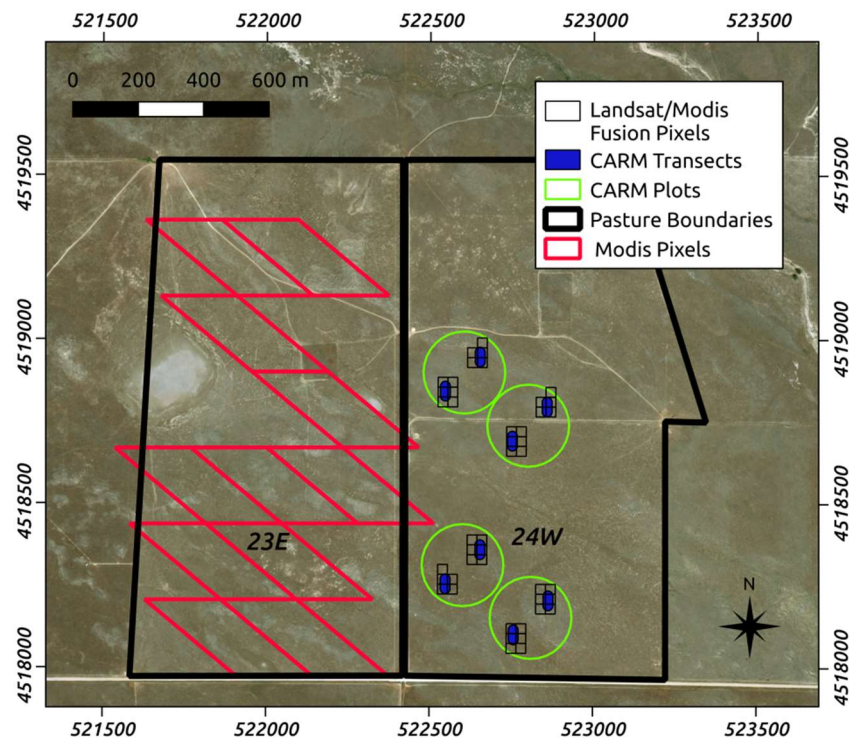 521500 522000 522500 523000 523500
0 200 400 600 m
Landsat/Modis
Fusion Pixels
CARM Transects
CARM Plots
Pasture Boundaries
Modis Pixels
4519500 4519500
4519000 4519000
4518500 4518500
23E 24W
N
4518000 4518000
521500 522000 522500 523000 523500